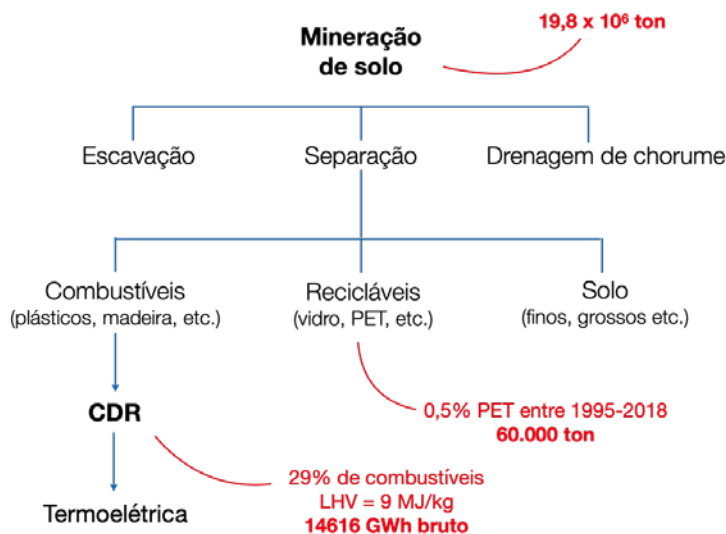 Mineração
de solo
19,8 x 10⁶ ton
Escavação
Separação
Drenagem de chorume
Combustíveis
(plásticos, madeira, etc.)
Recicláveis
(vidro, PET, etc.)
Solo
(finos, grossos etc.)
0,5% PET entre 1995-2018
60.000 ton
CDR
29% de combustíveis
LHV = 9 MJ/kg
14616 GWh bruto
Termoelétrica